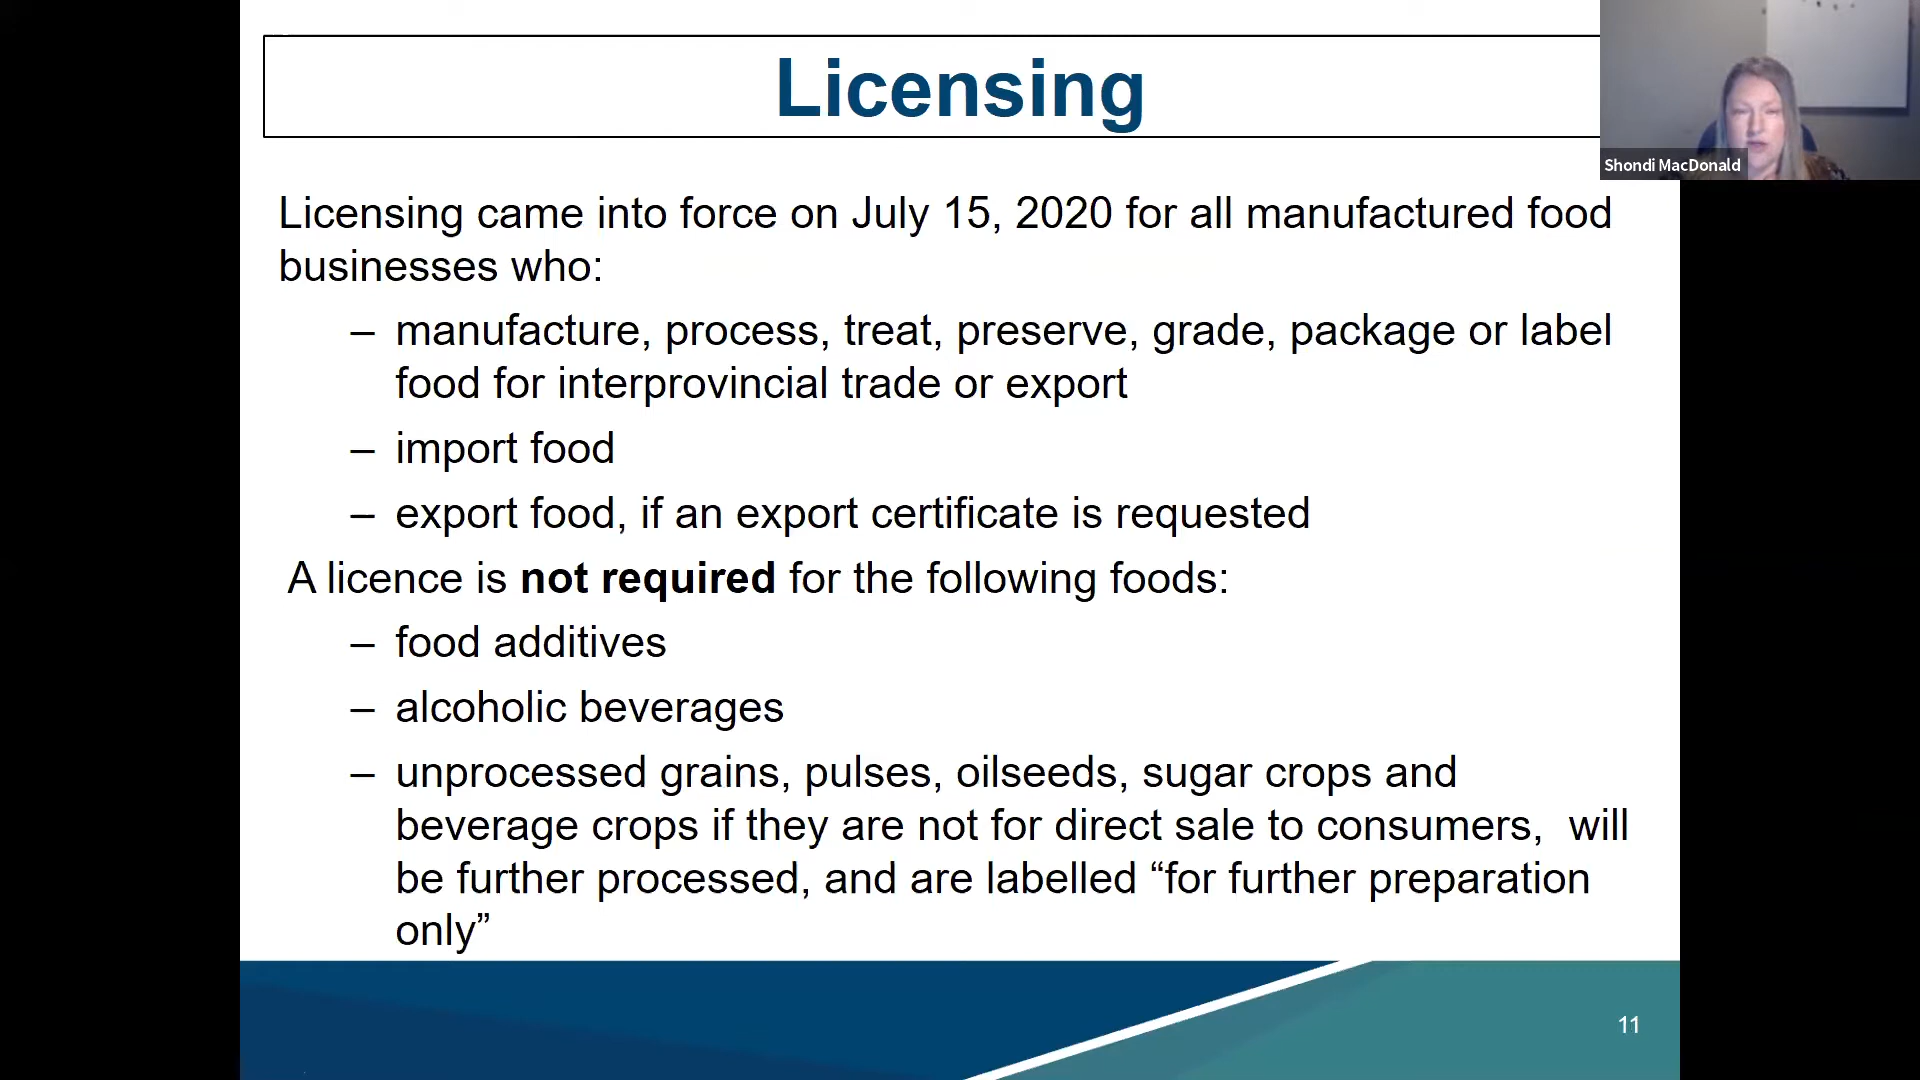 Licensing
Shondi MacDonald
Licensing came into force on July 15, 2020 for all manufactured food
businesses who:
– manufacture, process, treat, preserve, grade, package or label
food for interprovincial trade or export
– import food
– export food, if an export certificate is requested
A licence is not required for the following foods:
– food additives
– alcoholic beverages
– unprocessed grains, pulses, oilseeds, sugar crops and
beverage crops if they are not for direct sale to consumers,  will
be further processed, and are labelled “for further preparation
only”
11